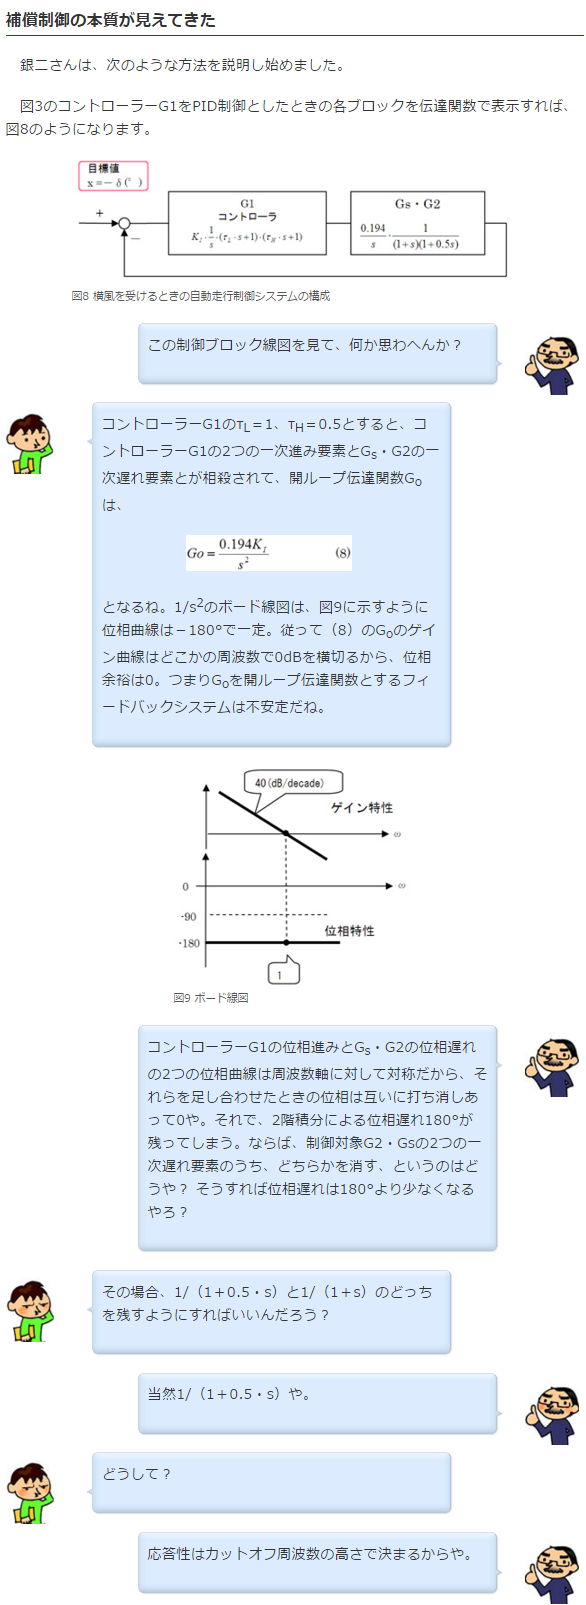 補償制御の本質が見えてきた
銀二さんは、次のような方法を説明し始めました。
図3のコントローラーG1をPID制御としたときの各ブロックを伝達関数で表示すれば、
図8のようになります。
目標値
x=－δ(°)
+
−
G1
コントローラ
K_I・1/s・(τ_L・s+1)・(τ_H・s+1)
Gs・G2
0.194/s・1/(1+s)(1+0.5s)
図8 横風を受けるときの自動走行制御システムの構成
この制御ブロック線図を見て、何か思わへんか？
コントローラーG1のτL＝1、τH＝0.5とすると、コ
ントローラーG1の2つの一次進み要素とGs・G2の一
次遅れ要素とが相殺されて、開ループ伝達関数Go
は、
Go = 0.194K_I/s² (8)
となるね。1/s²のボード線図は、図9に示すように
位相曲線は－180°で一定。従って（8）のGoのゲイ
ン曲線はどこかの周波数で0dBを横切るから、位相
余裕は0。つまりGoを開ループ伝達関数とするフィ
ードバックシステムは不安定だね。
40(dB/decade)
ゲイン特性
ω
0
ω
-90
位相特性
-180
1
図9 ボード線図
コントローラーG1の位相進みとGs・G2の位相遅れ
の2つの位相曲線は周波数軸に対して対称だから、そ
れらを足し合わせたときの位相は互いに打ち消しあ
って0や。それで、2階積分による位相遅れ180°が
残ってしまう。ならば、制御対象G2・Gsの2つの一
次遅れ要素のうち、どちらかを消す、というのはど
うや？ そうすれば位相遅れは180°より少なくなる
やろ？
その場合、1/（1＋0.5・s）と1/（1＋s）のどっち
を残すようにすればいいんだろう？
当然1/（1＋0.5・s）や。
どうして？
応答性はカットオフ周波数の高さで決まるからや。